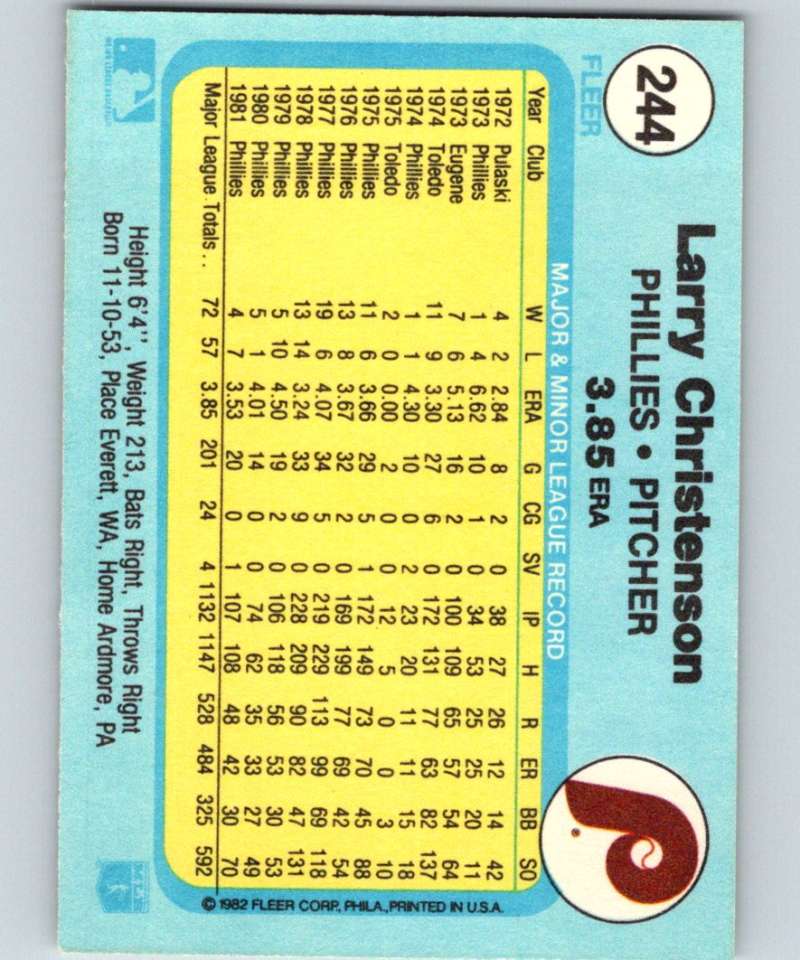 244
FLEER
Larry Christenson
PHILLIES • PITCHER
3.85 ERA
MAJOR & MINOR LEAGUE RECORD
Year Club W L ERA G CG SV IP H R ER BB SO
1972 Pulaski 4 2 2.84 8 2 0 38 27 26 12 14 42
1973 Phillies 1 4 6.62 10 1 0 34 53 25 25 20 11
1973 Eugene 7 6 5.13 16 2 0 100 109 65 57 54 64
1974 Toledo 11 9 3.30 27 6 0 172 131 77 63 82 137
1974 Phillies 1 1 4.30 10 0 2 23 20 11 11 15 18
1975 Toledo 2 0 0.00 2 0 0 12 5 0 0 3 10
1975 Phillies 11 6 3.66 29 5 1 172 149 73 70 45 88
1976 Phillies 13 8 3.67 32 2 0 169 199 77 69 42 54
1977 Phillies 19 6 4.07 34 5 0 219 229 113 99 69 118
1978 Phillies 13 14 3.24 33 9 0 228 209 90 82 47 131
1979 Phillies 5 10 4.50 19 2 0 106 118 56 53 30 53
1980 Phillies 5 1 4.01 14 0 0 74 62 35 33 27 49
1981 Phillies 4 7 3.53 20 0 1 107 108 48 42 30 70
Major League Totals . . 72 57 3.85 201 24 4 1132 1147 528 484 325 592
© 1982 FLEER CORP., PHILA., PRINTED IN U.S.A.
Height 6'4", Weight 213, Bats Right, Throws Right
Born 11-10-53, Place Everett, WA, Home Ardmore, PA